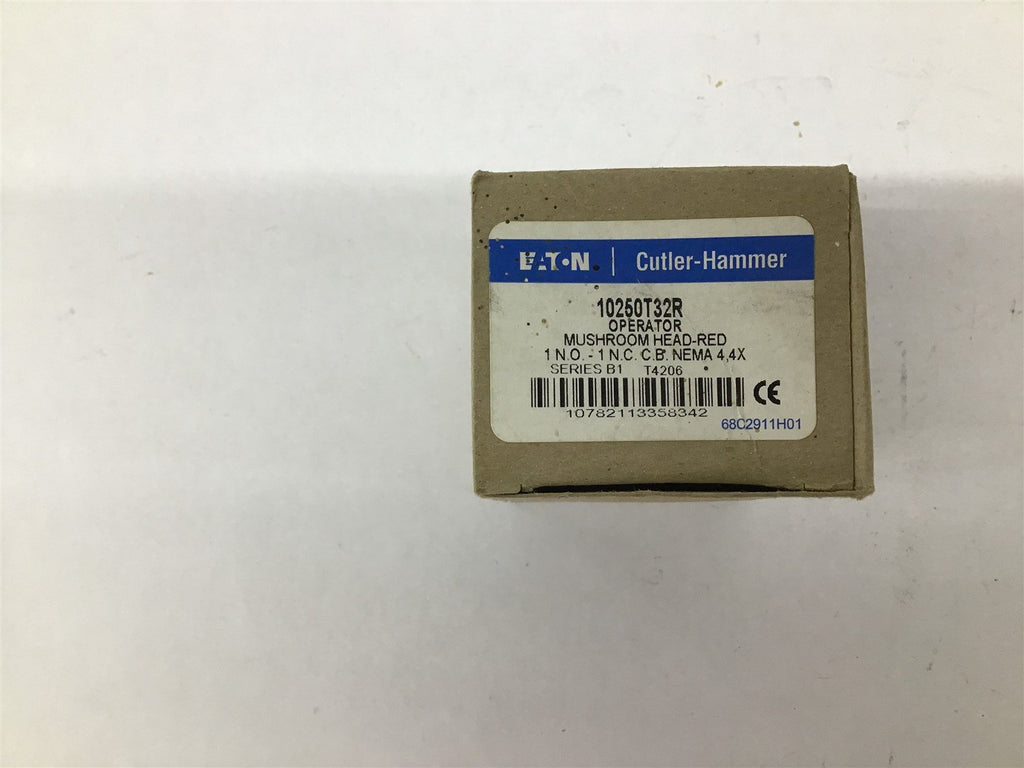 EATON | Cutler-Hammer
10250T32R
OPERATOR
MUSHROOM HEAD-RED
1 N.O. - 1 N.C. C.B. NEMA 4,4X
SERIES B1 T4206
CE
10782113358342
68C2911H01